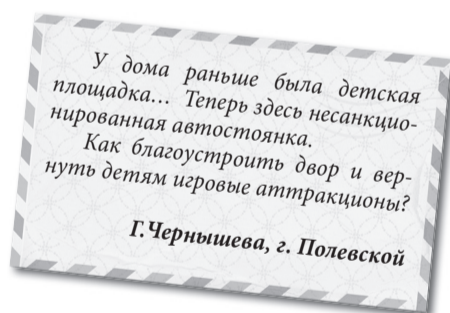 У дома раньше была детская
площадка... Теперь здесь несанкцио-
нированная автостоянка.
Как благоустроить двор и вер-
нуть детям игровые аттракционы?
Г.Чернышева, г. Полевской